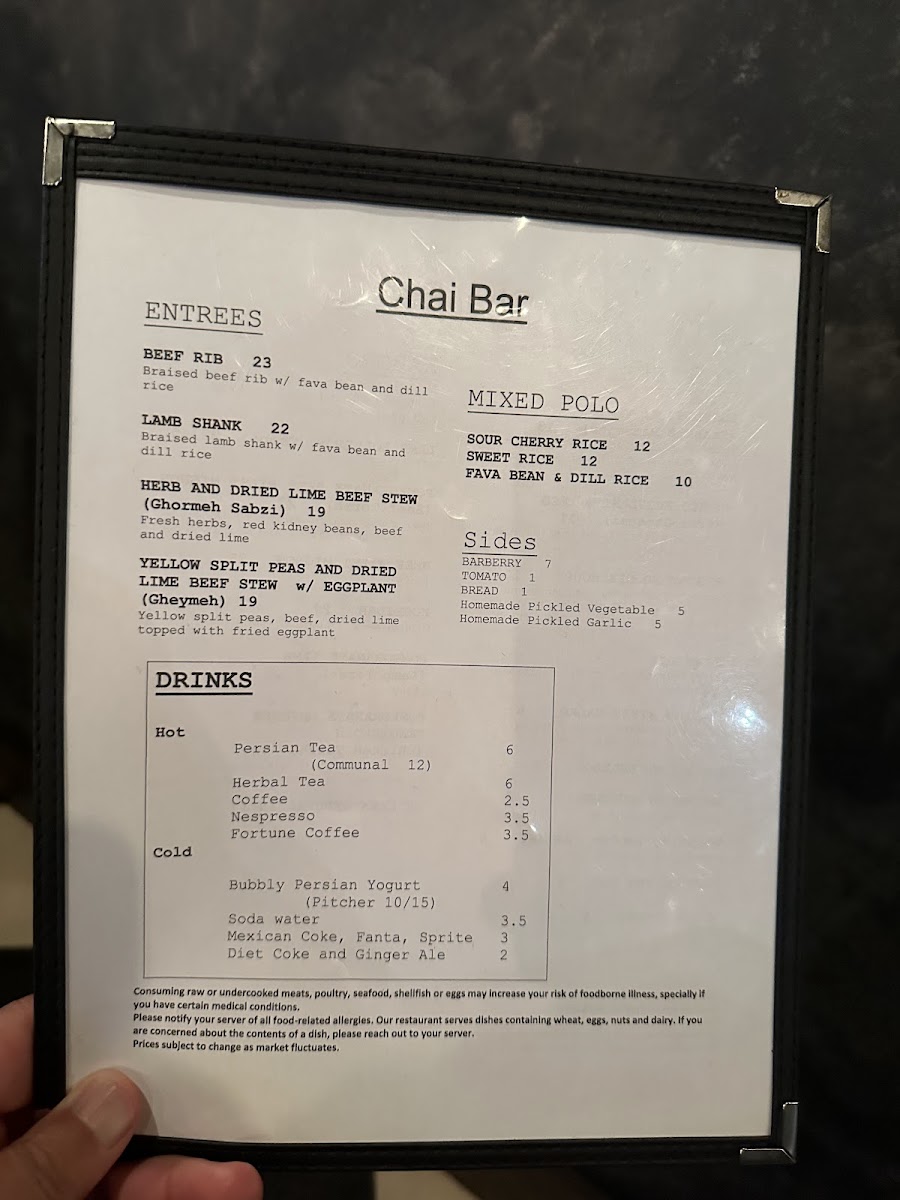 Chai Bar
ENTREES
BEEF RIB 23
Braised beef rib w/ fava bean and dill
rice
LAMB SHANK 22
Braised lamb shank w/ fava bean and
dill rice
HERB AND DRIED LIME BEEF STEW
(Ghormeh Sabzi) 19
Fresh herbs, red kidney beans, beef
and dried lime
YELLOW SPLIT PEAS AND DRIED
LIME BEEF STEW w/ EGGPLANT
(Gheymeh) 19
Yellow split peas, beef, dried lime
topped with fried eggplant
MIXED POLO
SOUR CHERRY RICE 12
SWEET RICE 12
FAVA BEAN & DILL RICE 10
Sides
BARBERRY 7
TOMATO 1
BREAD 1
Homemade Pickled Vegetable 5
Homemade Pickled Garlic 5
DRINKS
Hot
Persian Tea 6
(Communal 12)
Herbal Tea 6
Coffee 2.5
Nespresso 3.5
Fortune Coffee 3.5
Cold
Bubbly Persian Yogurt 4
(Pitcher 10/15)
Soda water 3.5
Mexican Coke, Fanta, Sprite 3
Diet Coke and Ginger Ale 2
Consuming raw or undercooked meats, poultry, seafood, shellfish or eggs may increase your risk of foodborne illness, specially if
you have certain medical conditions.
Please notify your server of all food-related allergies. Our restaurant serves dishes containing wheat, eggs, nuts and dairy. If you
are concerned about the contents of a dish, please reach out to your server.
Prices subject to change as market fluctuates.